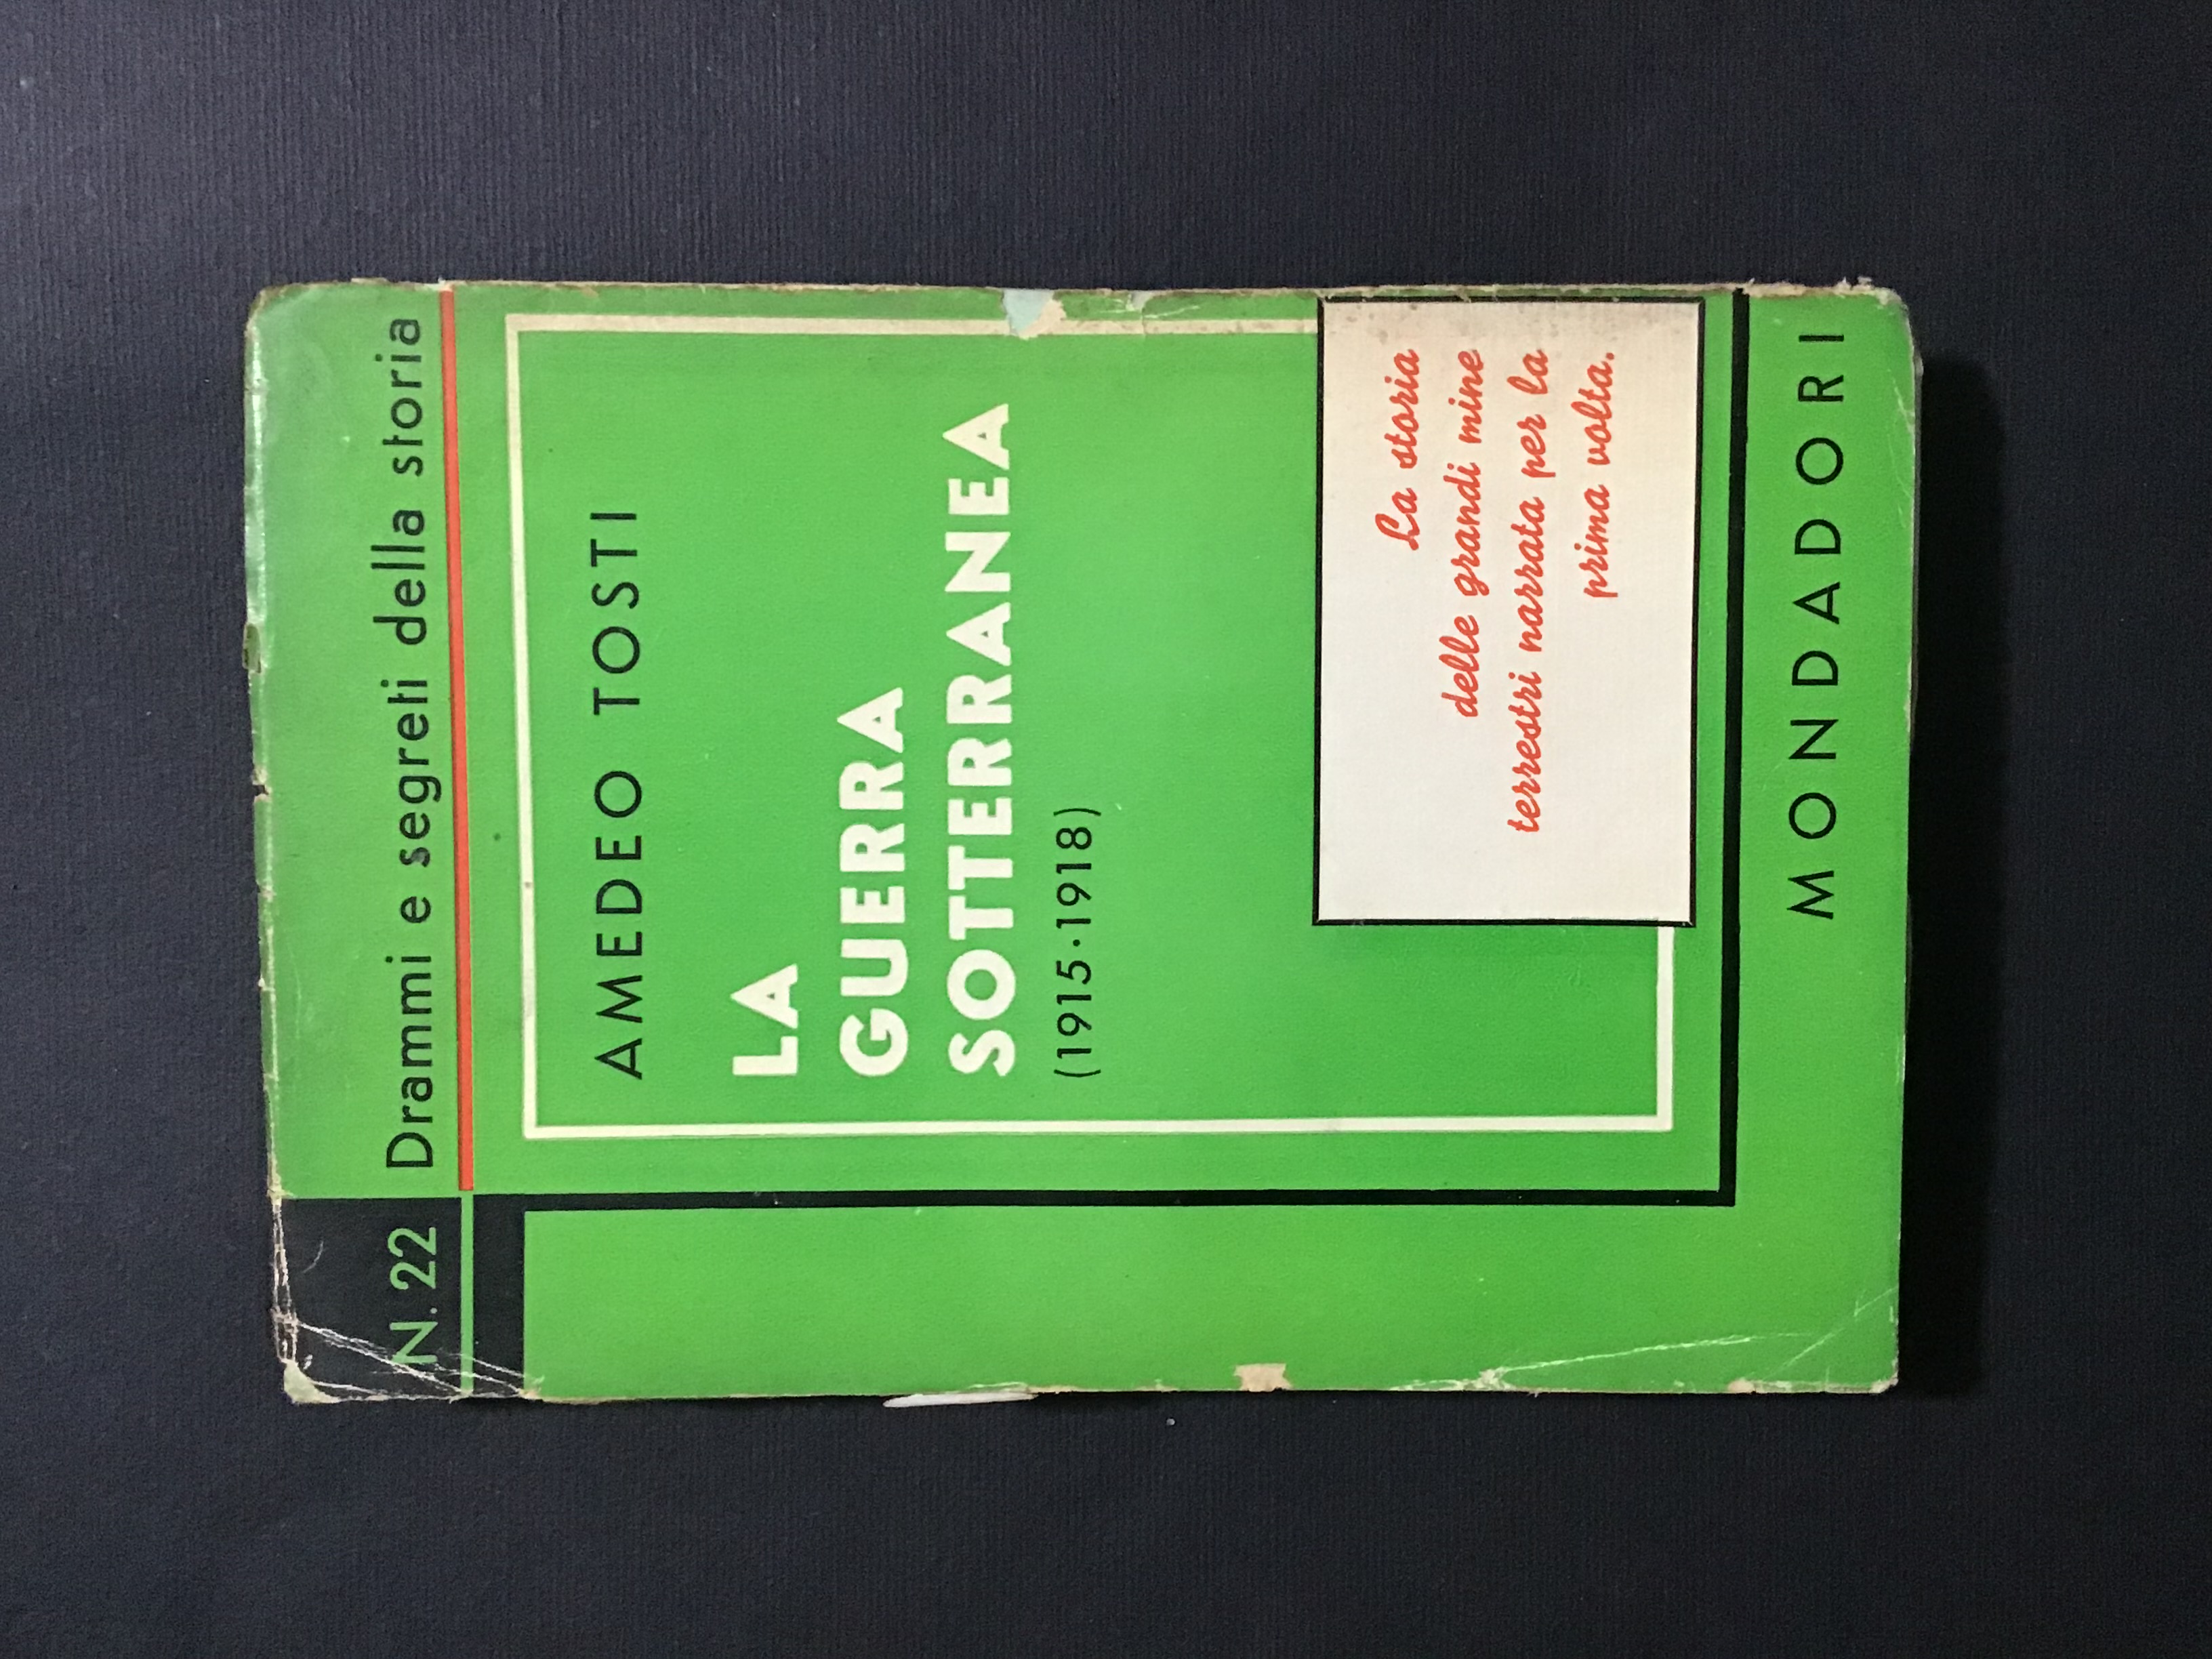 N. 22 Drammi e segreti della storia
AMEDEO TOSTI
LA
GUERRA
SOTTERRANEA
(1915·1918)
La storia
delle grandi mine
terrestri narrata per la
prima volta.
MONDADORI